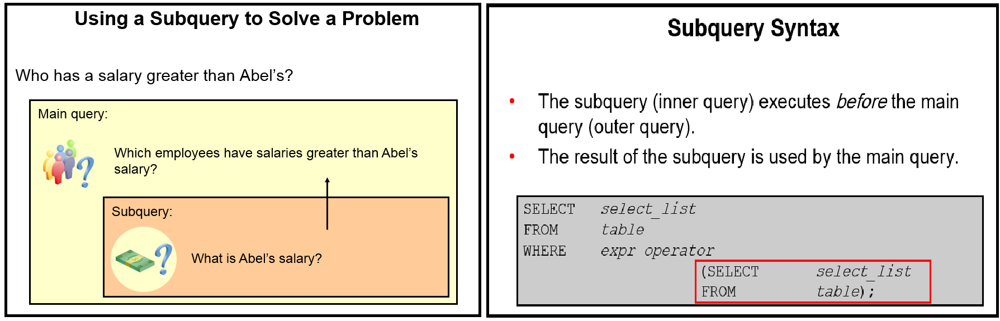 Using a Subquery to Solve a Problem
Who has a salary greater than Abel's?
Main query:
Which employees have salaries greater than Abel's
salary?
Subquery:
What is Abel's salary?
Subquery Syntax
• The subquery (inner query) executes before the main
query (outer query).
• The result of the subquery is used by the main query.
SELECT select_list
FROM table
WHERE expr operator
(SELECT select_list
FROM table);